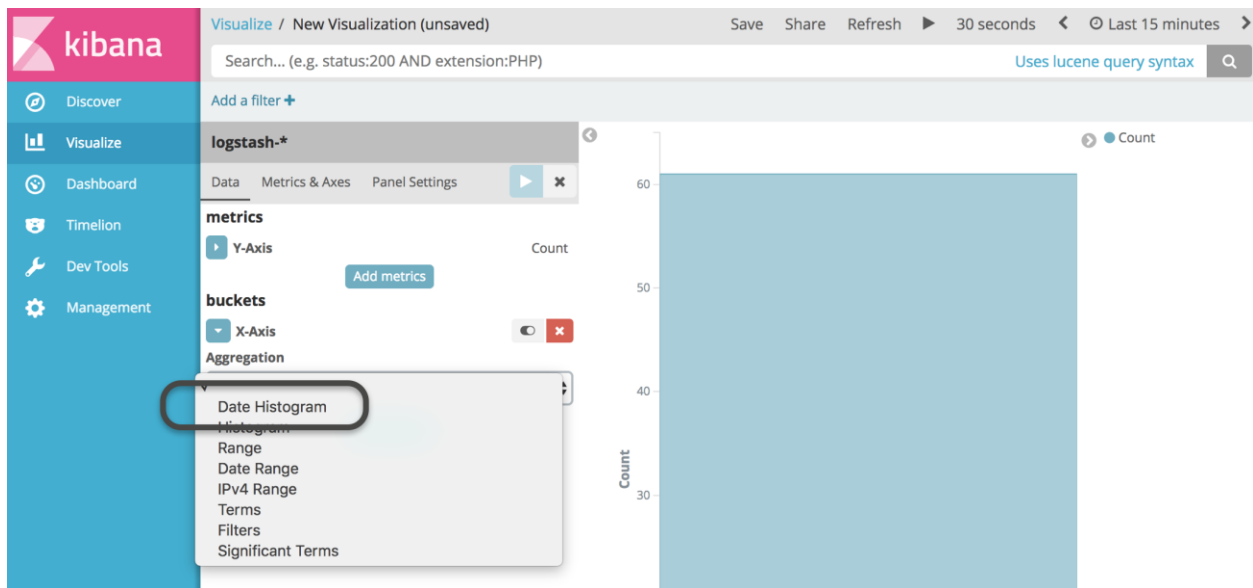 kibana
Discover
Visualize
Dashboard
Timelion
Dev Tools
Management
Visualize / New Visualization (unsaved)
Save Share Refresh 30 seconds Last 15 minutes
Search... (e.g. status:200 AND extension:PHP) Uses lucene query syntax
Add a filter +
logstash-*
Data Metrics & Axes Panel Settings
metrics
Y-Axis Count
Add metrics
buckets
X-Axis
Aggregation
Date Histogram
Histogram
Range
Date Range
IPv4 Range
Terms
Filters
Significant Terms
Count
60
50
40
30
Count